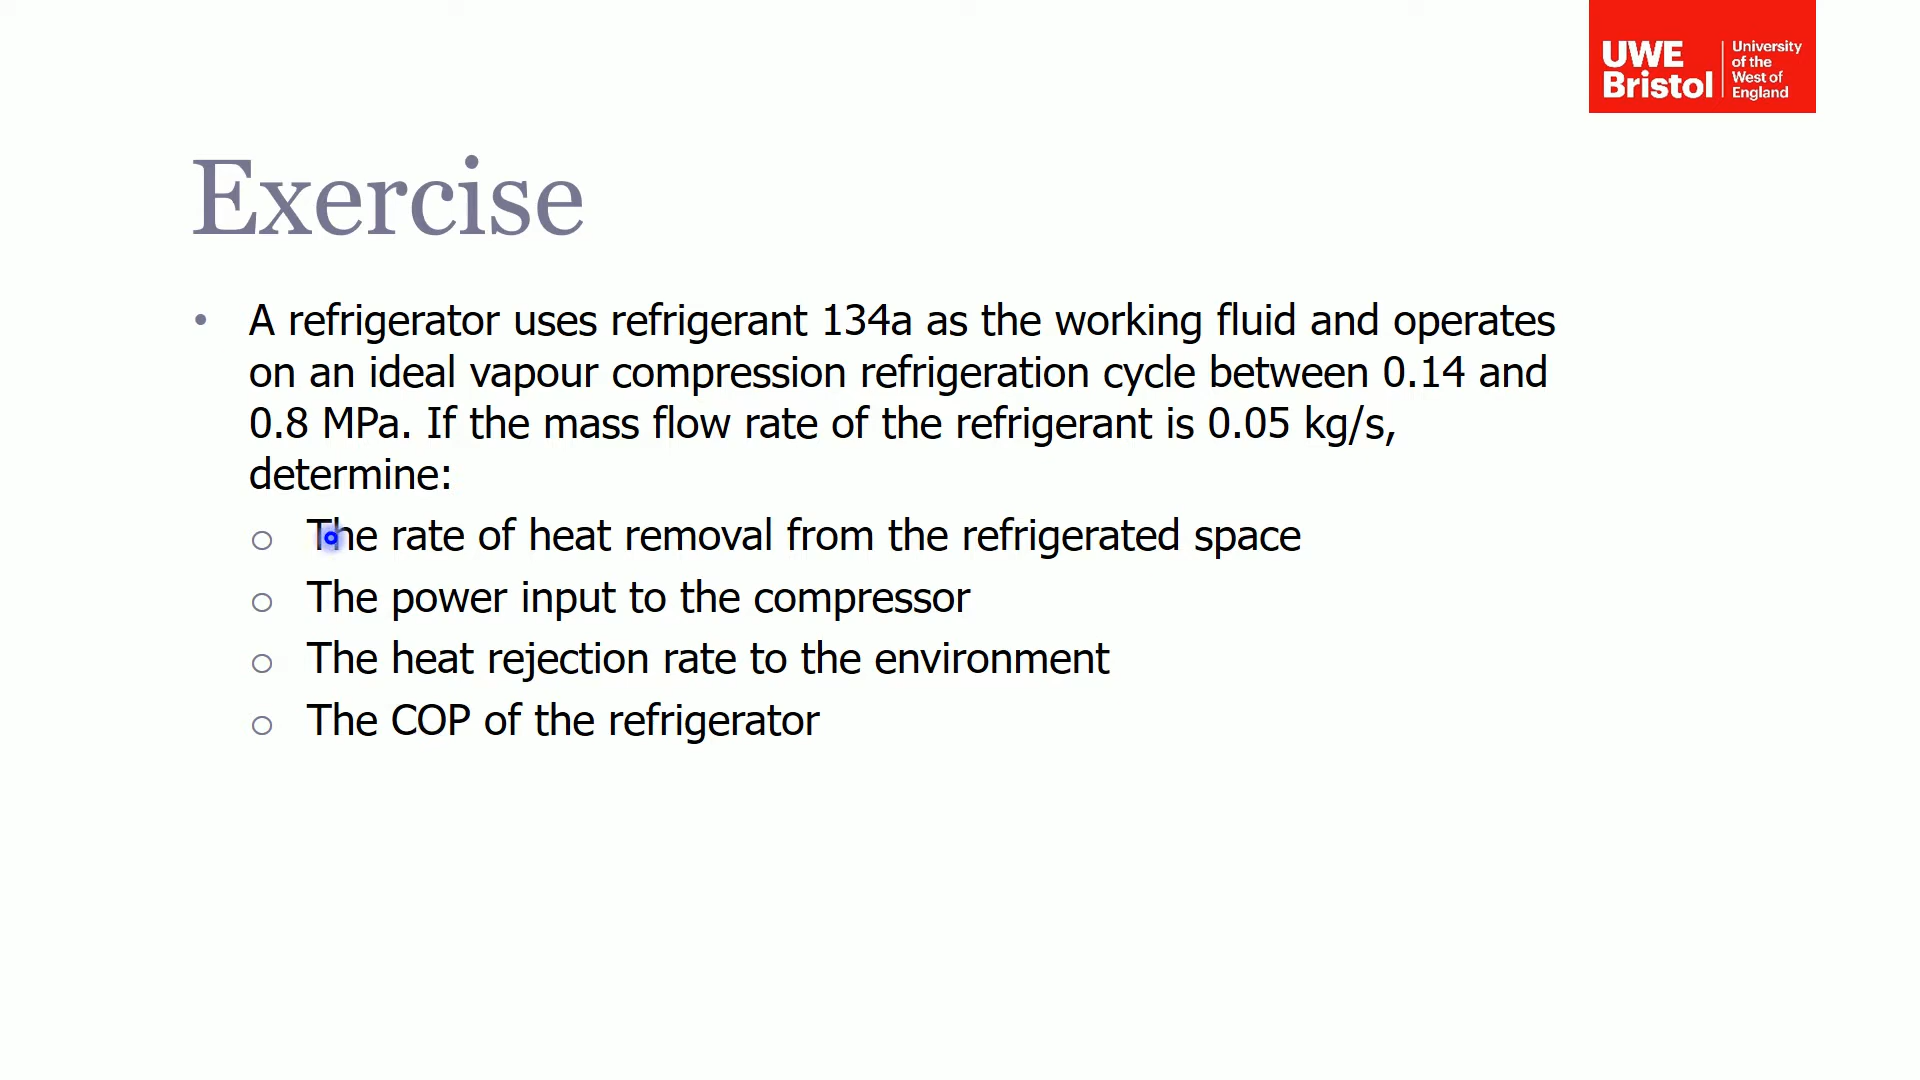 UWE
Bristol
University
of the
West of
England
Exercise
• A refrigerator uses refrigerant 134a as the working fluid and operates
on an ideal vapour compression refrigeration cycle between 0.14 and
0.8 MPa. If the mass flow rate of the refrigerant is 0.05 kg/s,
determine:
○ The rate of heat removal from the refrigerated space
○ The power input to the compressor
○ The heat rejection rate to the environment
○ The COP of the refrigerator